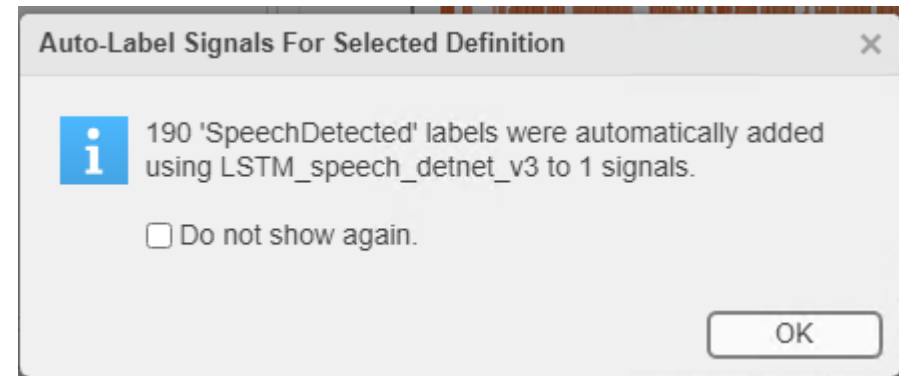 Auto-Label Signals For Selected Definition
190 'SpeechDetected' labels were automatically added
using LSTM_speech_detnet_v3 to 1 signals.
Do not show again.
OK